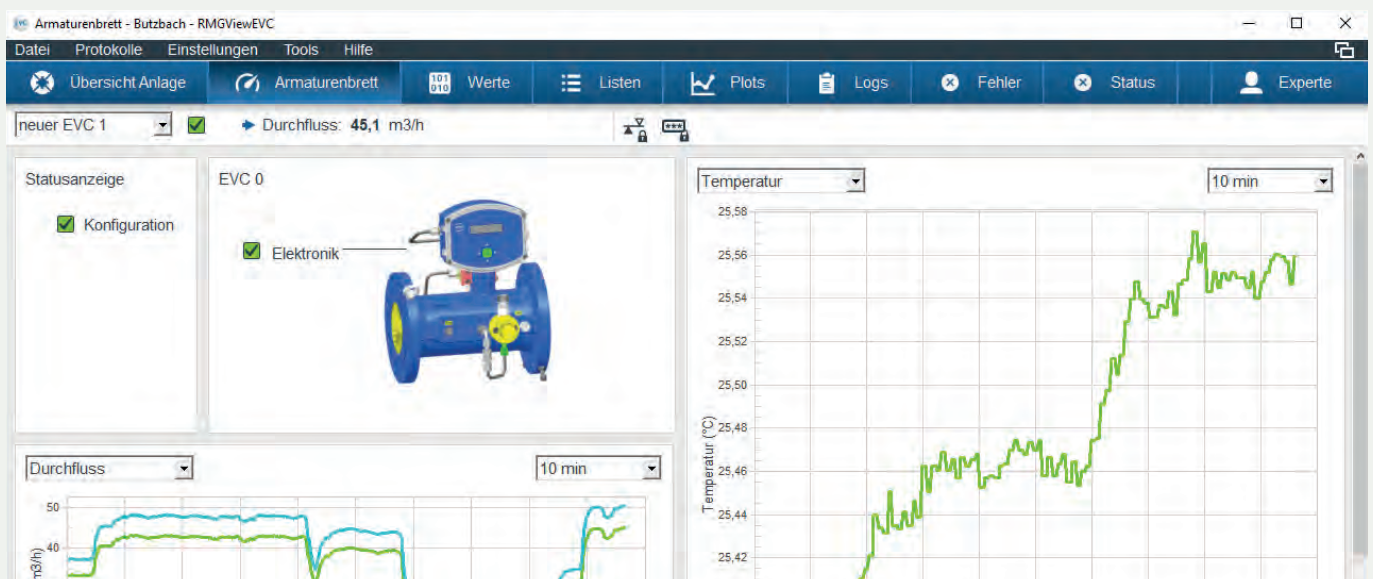 EVC Armaturenbrett - Butzbach - RMGViewEVC
Datei Protokolle Einstellungen Tools Hilfe
Übersicht Anlage Armaturenbrett 101 010 Werte Listen Plots Logs Fehler Status Experte
neuer EVC 1 Durchfluss: 45,1 m3/h ***
Statusanzeige
Konfiguration
EVC 0
Elektronik
Temperatur 10 min
25,58
25,56
25,54
25,52
25,50
25,48
25,46
25,44
25,42
Temperatur (°C)
Durchfluss 10 min
50
40
m3/h)